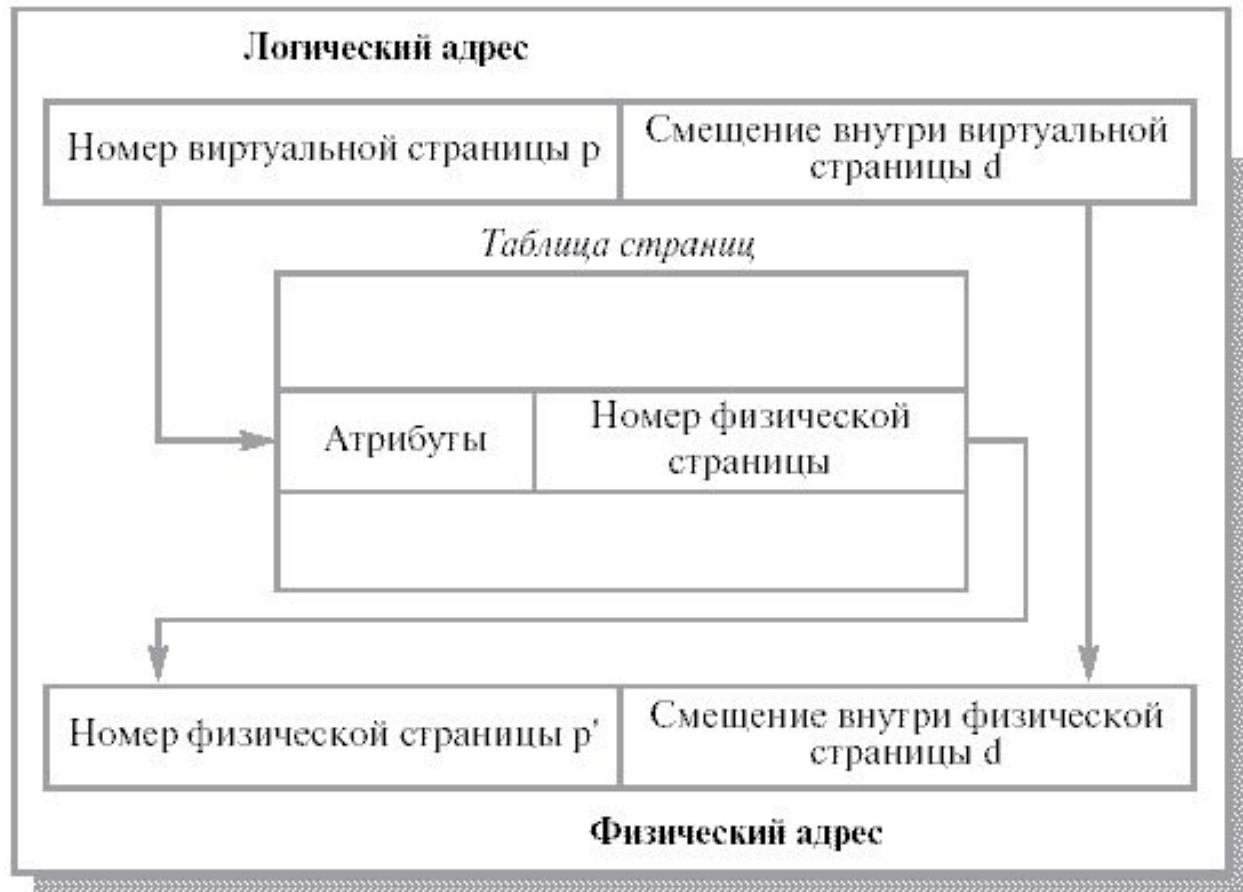 Логический адрес
Номер виртуальной страницы p
Смещение внутри виртуальной
страницы d
Таблица страниц
Атрибуты
Номер физической
страницы
Номер физической страницы p'
Смещение внутри физической
страницы d
Физический адрес